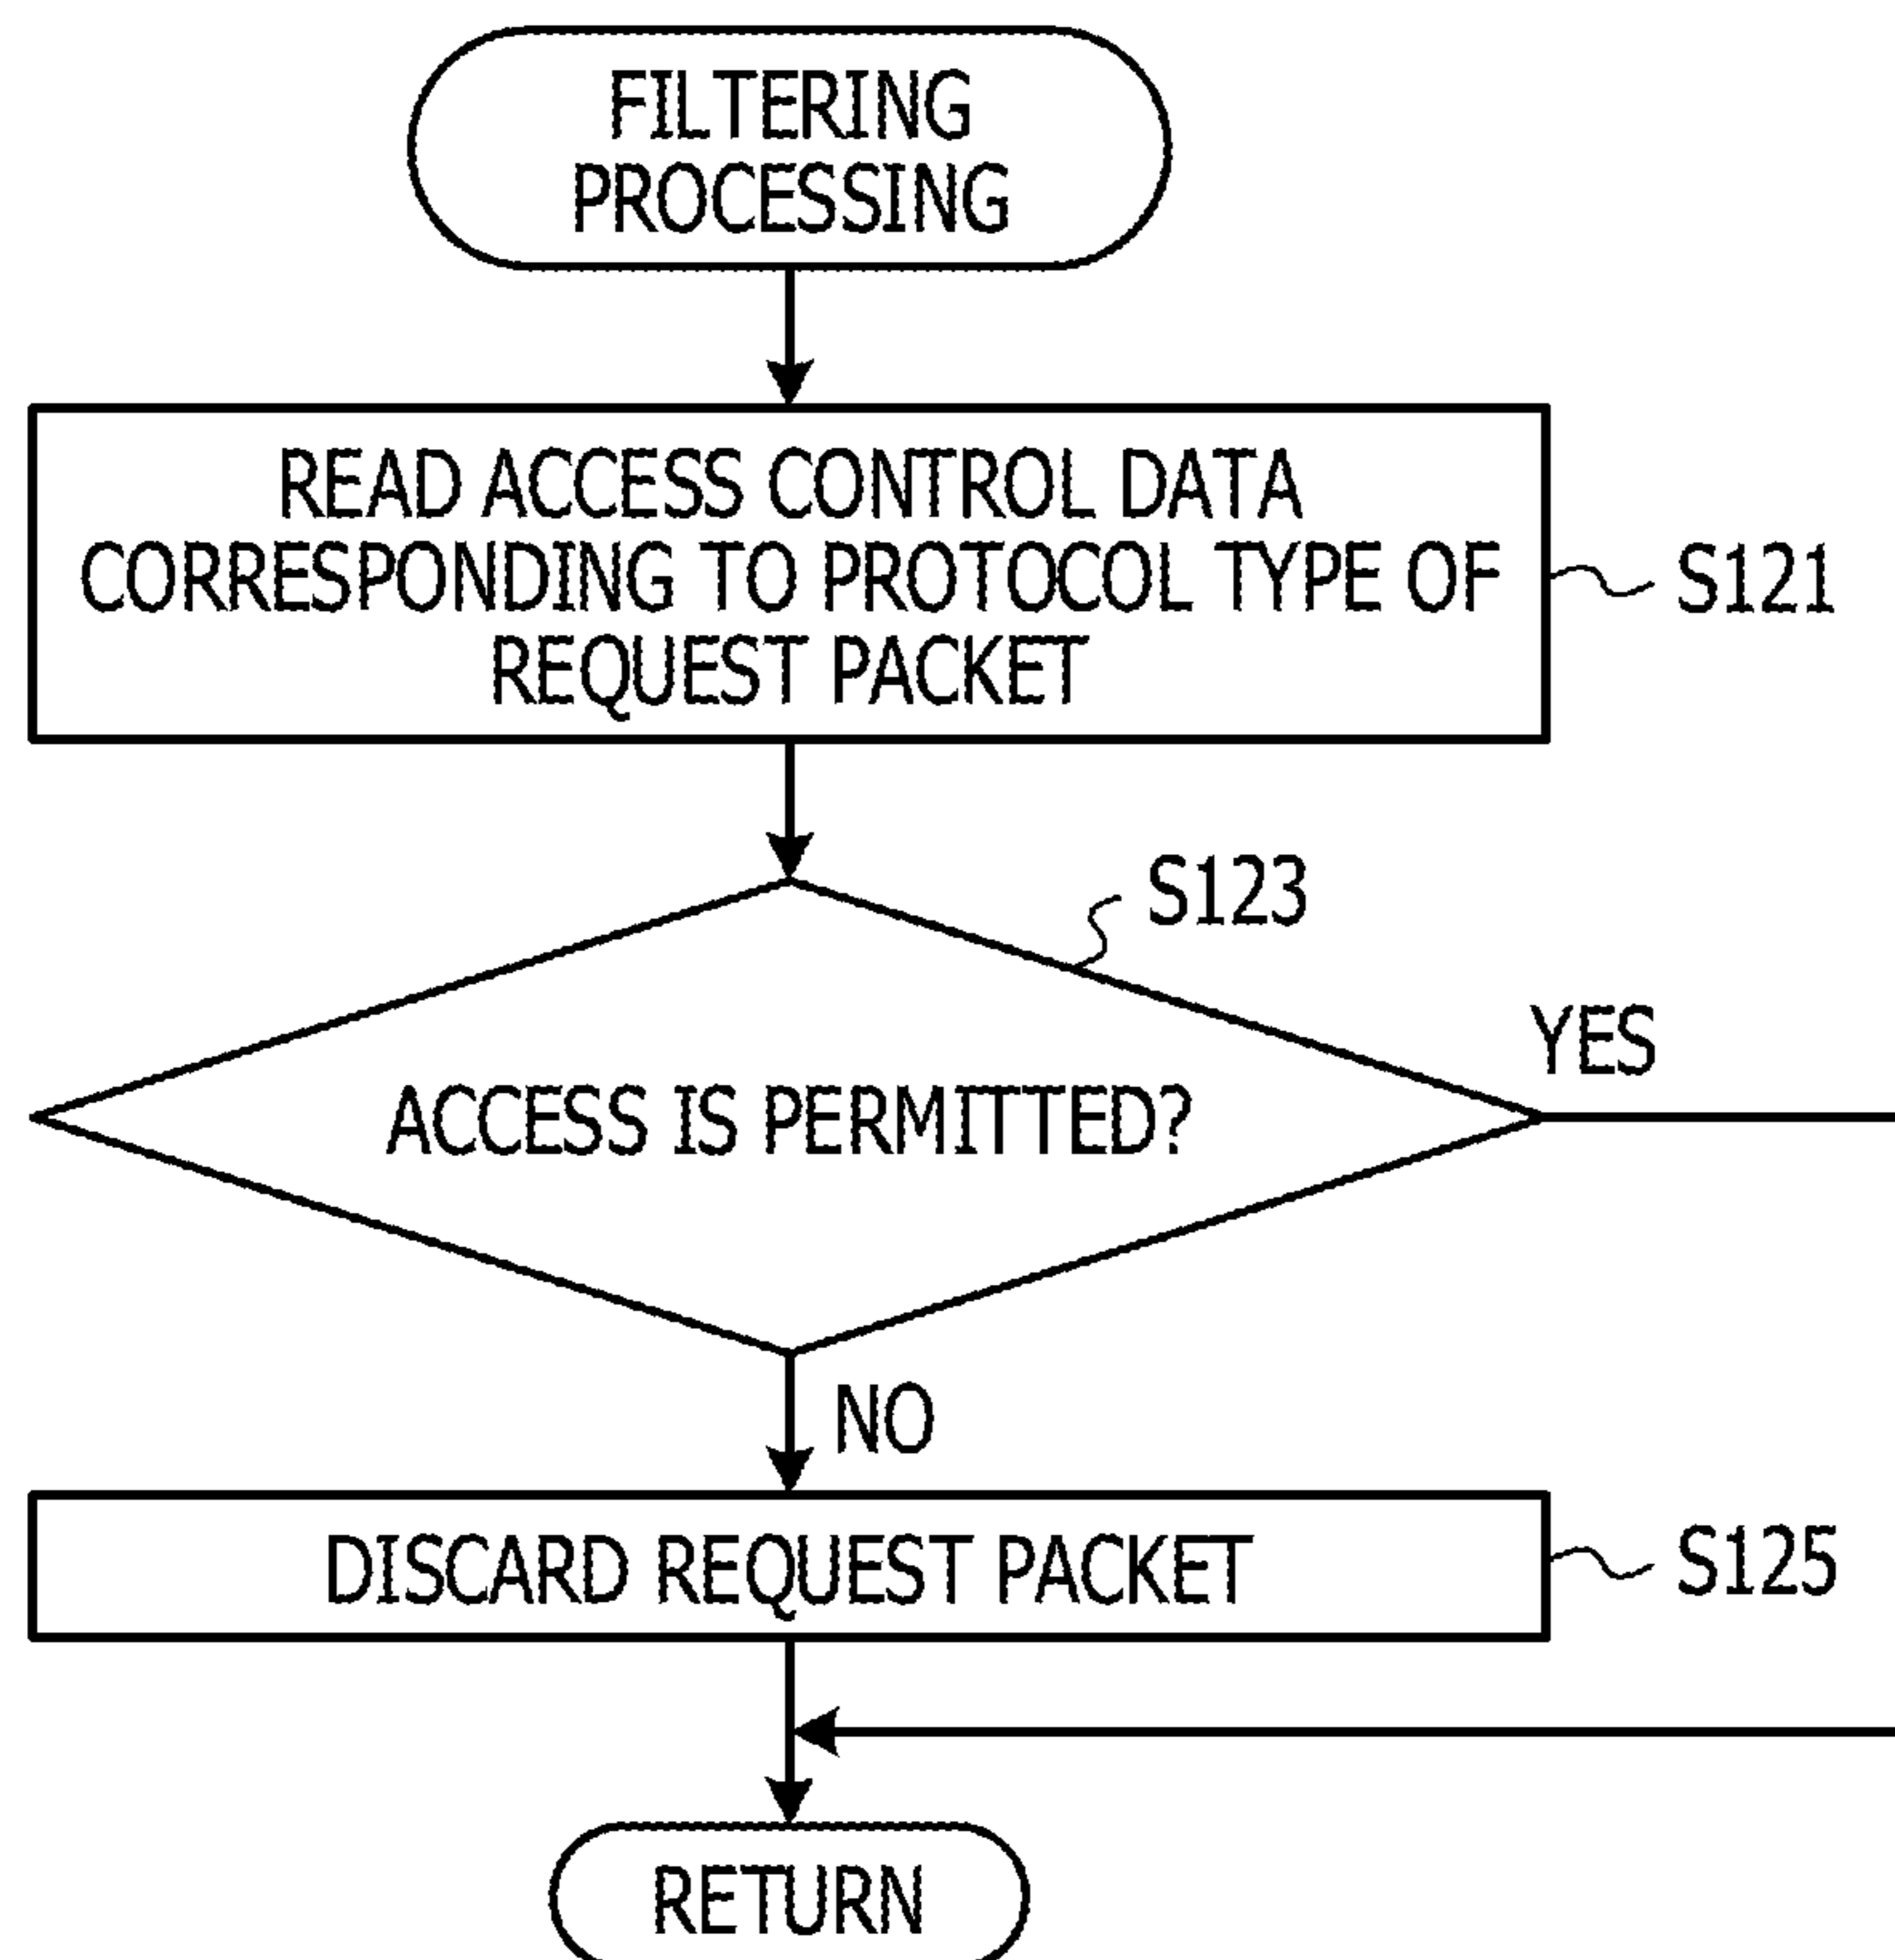 FILTERING
PROCESSING
READ ACCESS CONTROL DATA
CORRESPONDING TO PROTOCOL TYPE OF
REQUEST PACKET
S121
S123
YES
ACCESS IS PERMITTED?
NO
DISCARD REQUEST PACKET
S125
RETURN